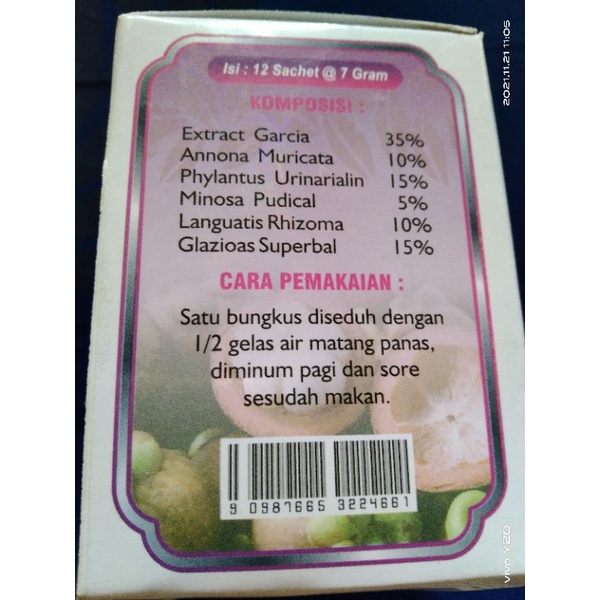 Isi : 12 Sachet @ 7 Gram
KOMPOSISI :
Extract Garcia 35%
Annona Muricata 10%
Phylantus Urinarialin 15%
Minosa Pudical 5%
Languatis Rhizoma 10%
Glazioas Superbal 15%
CARA PEMAKAIAN :
Satu bungkus diseduh dengan
1/2 gelas air matang panas,
diminum pagi dan sore
sesudah makan.
9 0987665 3224661
2021.11.21 11:05
vivo Y20